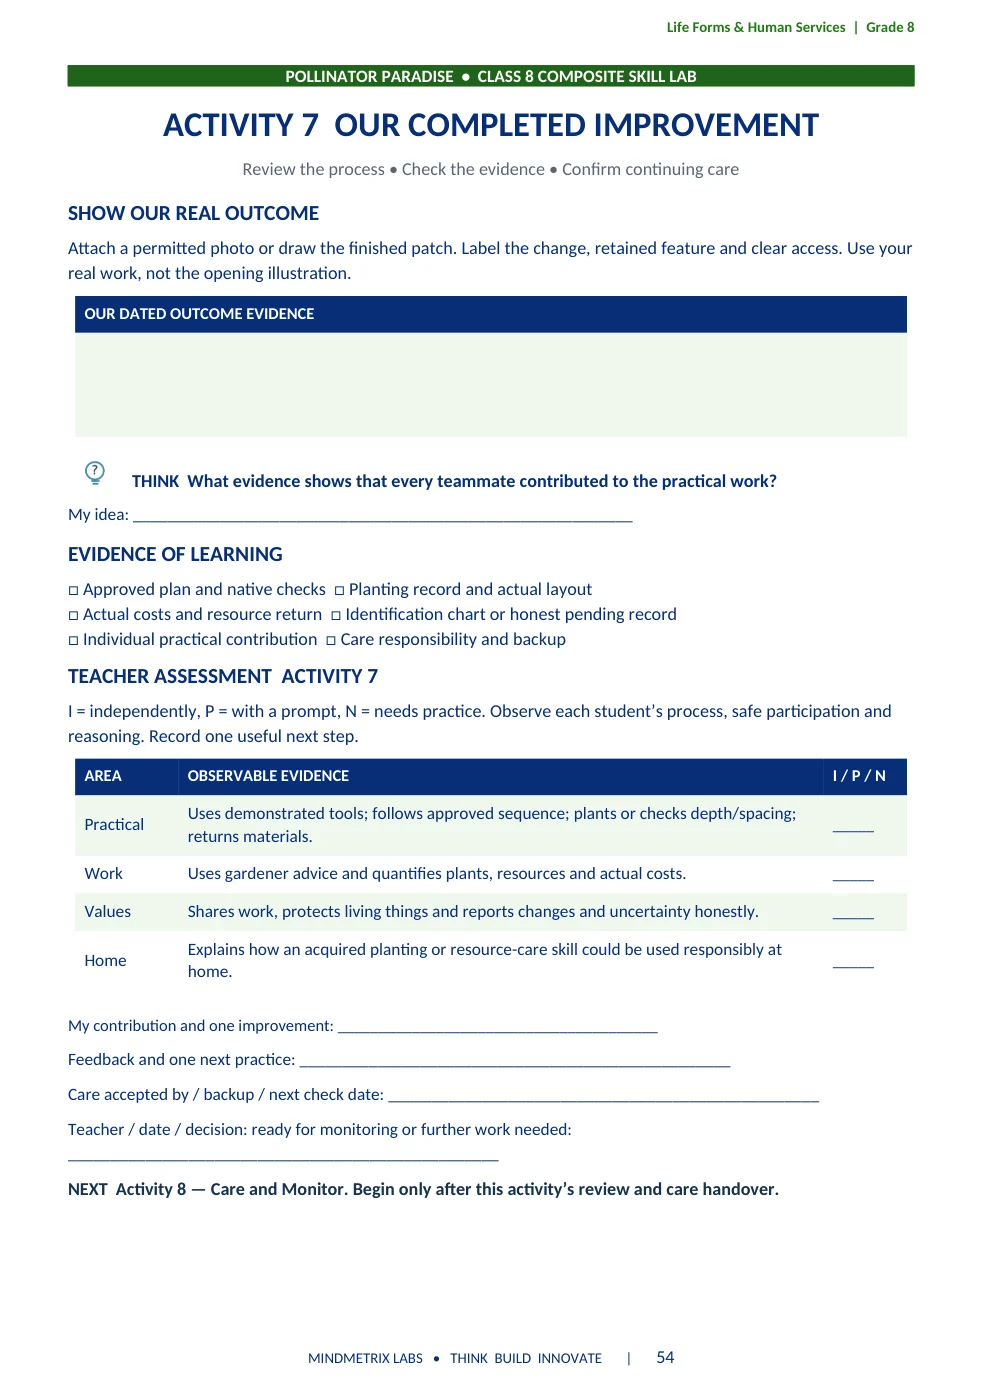 Life Forms & Human Services | Grade 8
POLLINATOR PARADISE ● CLASS 8 COMPOSITE SKILL LAB
ACTIVITY 7 OUR COMPLETED IMPROVEMENT
Review the process • Check the evidence • Confirm continuing care
SHOW OUR REAL OUTCOME
Attach a permitted photo or draw the finished patch. Label the change, retained feature and clear access. Use your
real work, not the opening illustration.
OUR DATED OUTCOME EVIDENCE
?
THINK What evidence shows that every teammate contributed to the practical work?
My idea: ____________________________________________________
EVIDENCE OF LEARNING
□ Approved plan and native checks □ Planting record and actual layout
□ Actual costs and resource return □ Identification chart or honest pending record
□ Individual practical contribution □ Care responsibility and backup
TEACHER ASSESSMENT ACTIVITY 7
I = independently, P = with a prompt, N = needs practice. Observe each student’s process, safe participation and
reasoning. Record one useful next step.
AREA OBSERVABLE EVIDENCE I / P / N
Practical Uses demonstrated tools; follows approved sequence; plants or checks depth/spacing;
returns materials. _____
Work Uses gardener advice and quantifies plants, resources and actual costs. _____
Values Shares work, protects living things and reports changes and uncertainty honestly. _____
Home Explains how an acquired planting or resource-care skill could be used responsibly at
home. _____
My contribution and one improvement: ___________________________________
Feedback and one next practice: _______________________________________________
Care accepted by / backup / next check date: _______________________________________________
Teacher / date / decision: ready for monitoring or further work needed:
_______________________________________________
NEXT Activity 8 — Care and Monitor. Begin only after this activity’s review and care handover.
MINDMETRIX LABS ● THINK BUILD INNOVATE | 54